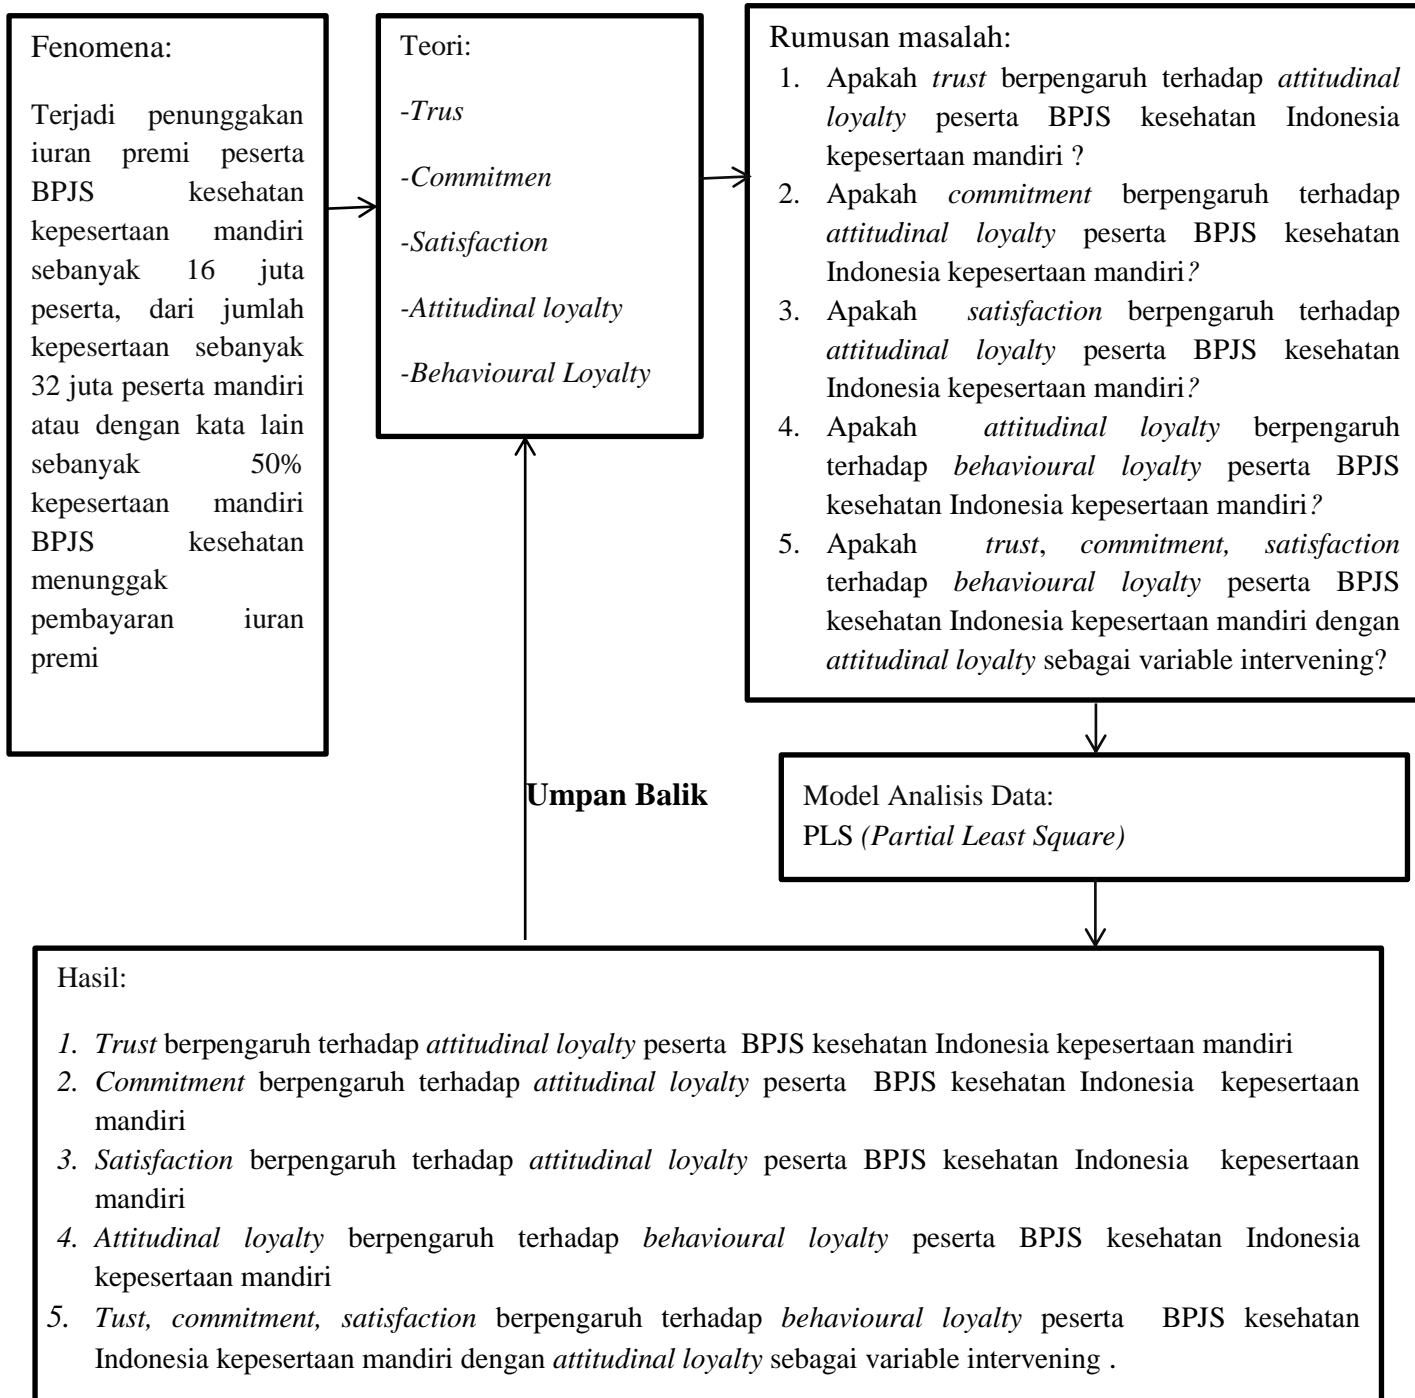 Fenomena:
Terjadi penunggakan
iuran premi peserta
BPJS kesehatan
kepesertaan mandiri
sebanyak 16 juta
peserta, dari jumlah
kepesertaan sebanyak
32 juta peserta mandiri
atau dengan kata lain
sebanyak 50%
kepesertaan mandiri
BPJS kesehatan
menunggak
pembayaran iuran
premi
Teori:
-Trus
-Commitmen
-Satisfaction
-Attitudinal loyalty
-Behavioural Loyalty
Rumusan masalah:
1. Apakah trust berpengaruh terhadap attitudinal
loyalty peserta BPJS kesehatan Indonesia
kepesertaan mandiri ?
2. Apakah commitment berpengaruh terhadap
attitudinal loyalty peserta BPJS kesehatan
Indonesia kepesertaan mandiri?
3. Apakah satisfaction berpengaruh terhadap
attitudinal loyalty peserta BPJS kesehatan
Indonesia kepesertaan mandiri?
4. Apakah attitudinal loyalty berpengaruh
terhadap behavioural loyalty peserta BPJS
kesehatan Indonesia kepesertaan mandiri?
5. Apakah trust, commitment, satisfaction
terhadap behavioural loyalty peserta BPJS
kesehatan Indonesia kepesertaan mandiri dengan
attitudinal loyalty sebagai variable intervening?
Umpan Balik
Model Analisis Data:
PLS (Partial Least Square)
Hasil:
1. Trust berpengaruh terhadap attitudinal loyalty peserta BPJS kesehatan Indonesia kepesertaan mandiri
2. Commitment berpengaruh terhadap attitudinal loyalty peserta BPJS kesehatan Indonesia kepesertaan
mandiri
3. Satisfaction berpengaruh terhadap attitudinal loyalty peserta BPJS kesehatan Indonesia kepesertaan
mandiri
4. Attitudinal loyalty berpengaruh terhadap behavioural loyalty peserta BPJS kesehatan Indonesia
kepesertaan mandiri
5. Tust, commitment, satisfaction berpengaruh terhadap behavioural loyalty peserta BPJS kesehatan
Indonesia kepesertaan mandiri dengan attitudinal loyalty sebagai variable intervening .